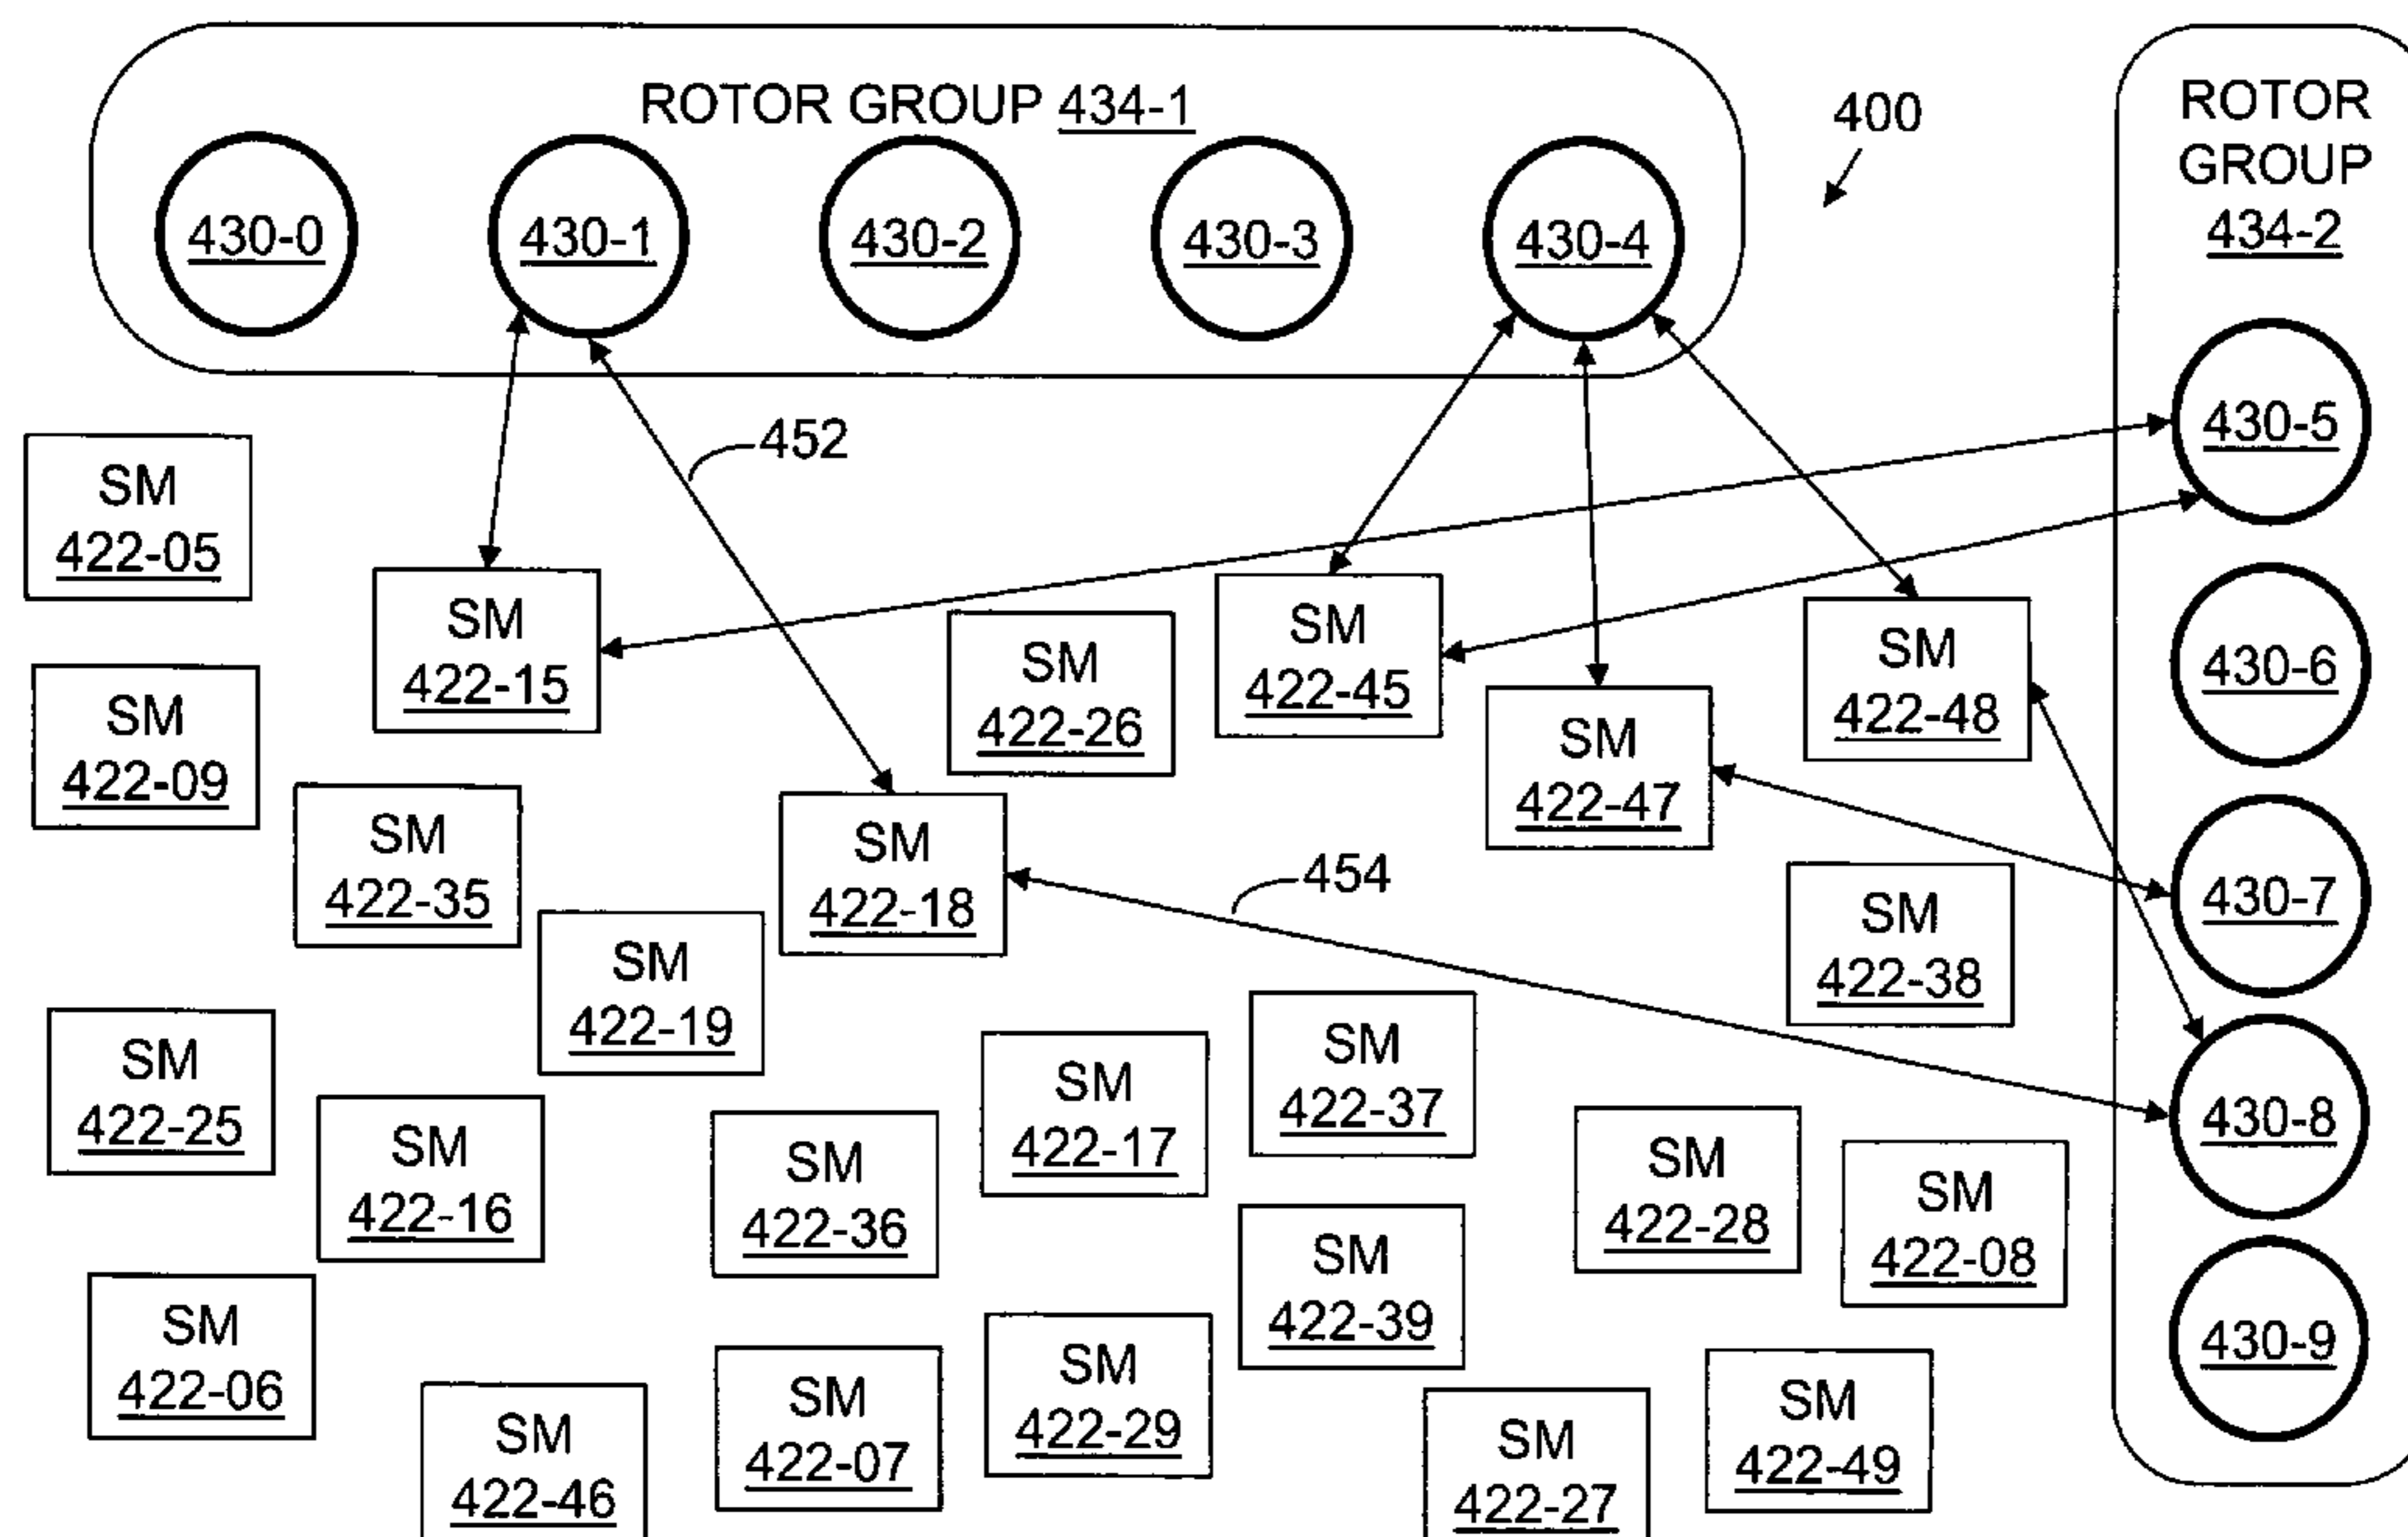 ROTOR GROUP 434-1
430-0
430-1
430-2
430-3
430-4
400
ROTOR
GROUP
434-2
430-5
430-6
430-7
430-8
430-9
452
454
SM
422-05
SM
422-15
SM
422-26
SM
422-45
SM
422-47
SM
422-48
SM
422-09
SM
422-35
SM
422-18
SM
422-19
SM
422-38
SM
422-25
SM
422-16
SM
422-36
SM
422-17
SM
422-37
SM
422-28
SM
422-08
SM
422-39
SM
422-06
SM
422-46
SM
422-07
SM
422-29
SM
422-27
SM
422-49